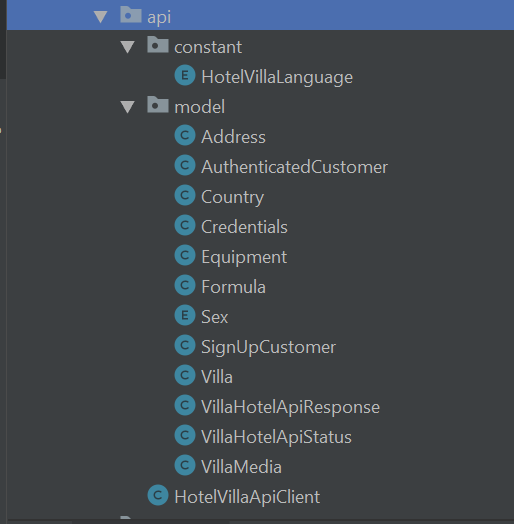 api
constant
E HotelVillaLanguage
model
C Address
C AuthenticatedCustomer
C Country
C Credentials
C Equipment
C Formula
E Sex
C SignUpCustomer
C Villa
C VillaHotelApiResponse
C VillaHotelApiStatus
C VillaMedia
C HotelVillaApiClient